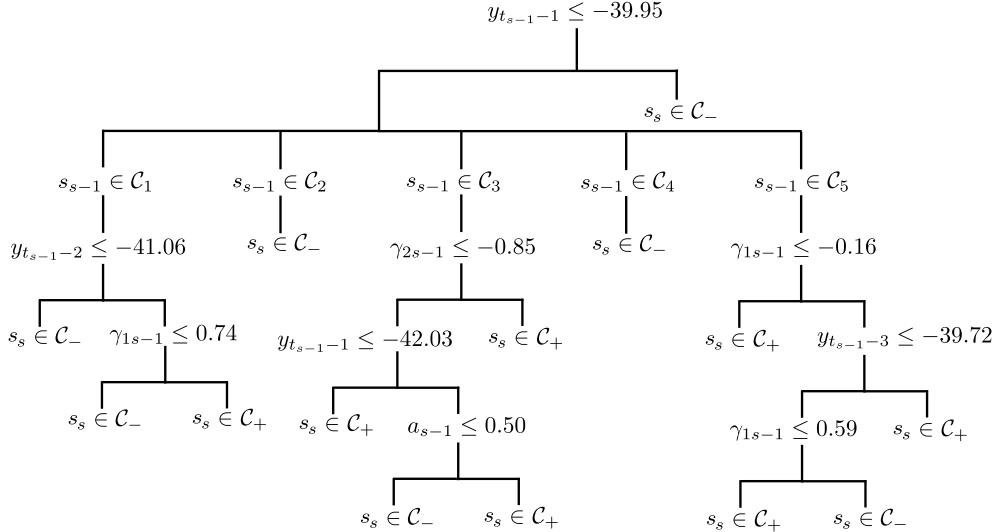 y_{t_{s-1}-1} ≤ −39.95
s_s ∈ 𝒞_−
s_{s−1} ∈ 𝒞_1 s_{s−1} ∈ 𝒞_2 s_{s−1} ∈ 𝒞_3 s_{s−1} ∈ 𝒞_4 s_{s−1} ∈ 𝒞_5
y_{t_{s-1}-2} ≤ −41.06 s_s ∈ 𝒞_− γ_{2s−1} ≤ −0.85 s_s ∈ 𝒞_− γ_{1s−1} ≤ −0.16
s_s ∈ 𝒞_− γ_{1s−1} ≤ 0.74 y_{t_{s-1}-1} ≤ −42.03 s_s ∈ 𝒞_+ s_s ∈ 𝒞_+ y_{t_{s-1}-3} ≤ −39.72
s_s ∈ 𝒞_− s_s ∈ 𝒞_+ s_s ∈ 𝒞_+ a_{s−1} ≤ 0.50 γ_{1s−1} ≤ 0.59 s_s ∈ 𝒞_+
s_s ∈ 𝒞_− s_s ∈ 𝒞_+ s_s ∈ 𝒞_+ s_s ∈ 𝒞_−